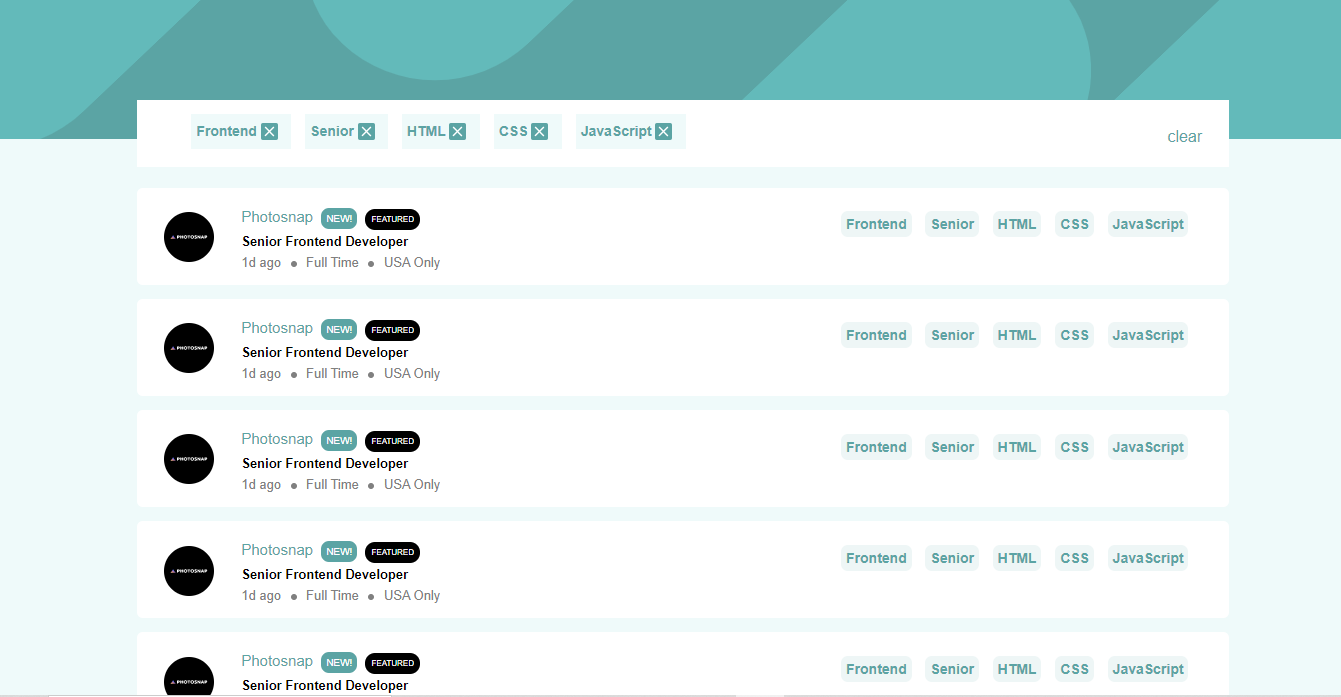 Frontend Senior HTML CSS JavaScript clear
Photosnap NEW! FEATURED
Senior Frontend Developer
1d ago Full Time USA Only
PHOTOSNAP
Frontend Senior HTML CSS JavaScript
Photosnap NEW! FEATURED
Senior Frontend Developer
1d ago Full Time USA Only
PHOTOSNAP
Frontend Senior HTML CSS JavaScript
Photosnap NEW! FEATURED
Senior Frontend Developer
1d ago Full Time USA Only
PHOTOSNAP
Frontend Senior HTML CSS JavaScript
Photosnap NEW! FEATURED
Senior Frontend Developer
1d ago Full Time USA Only
PHOTOSNAP
Frontend Senior HTML CSS JavaScript
Photosnap NEW! FEATURED
Senior Frontend Developer
PHOTOSNAP
Frontend Senior HTML CSS JavaScript